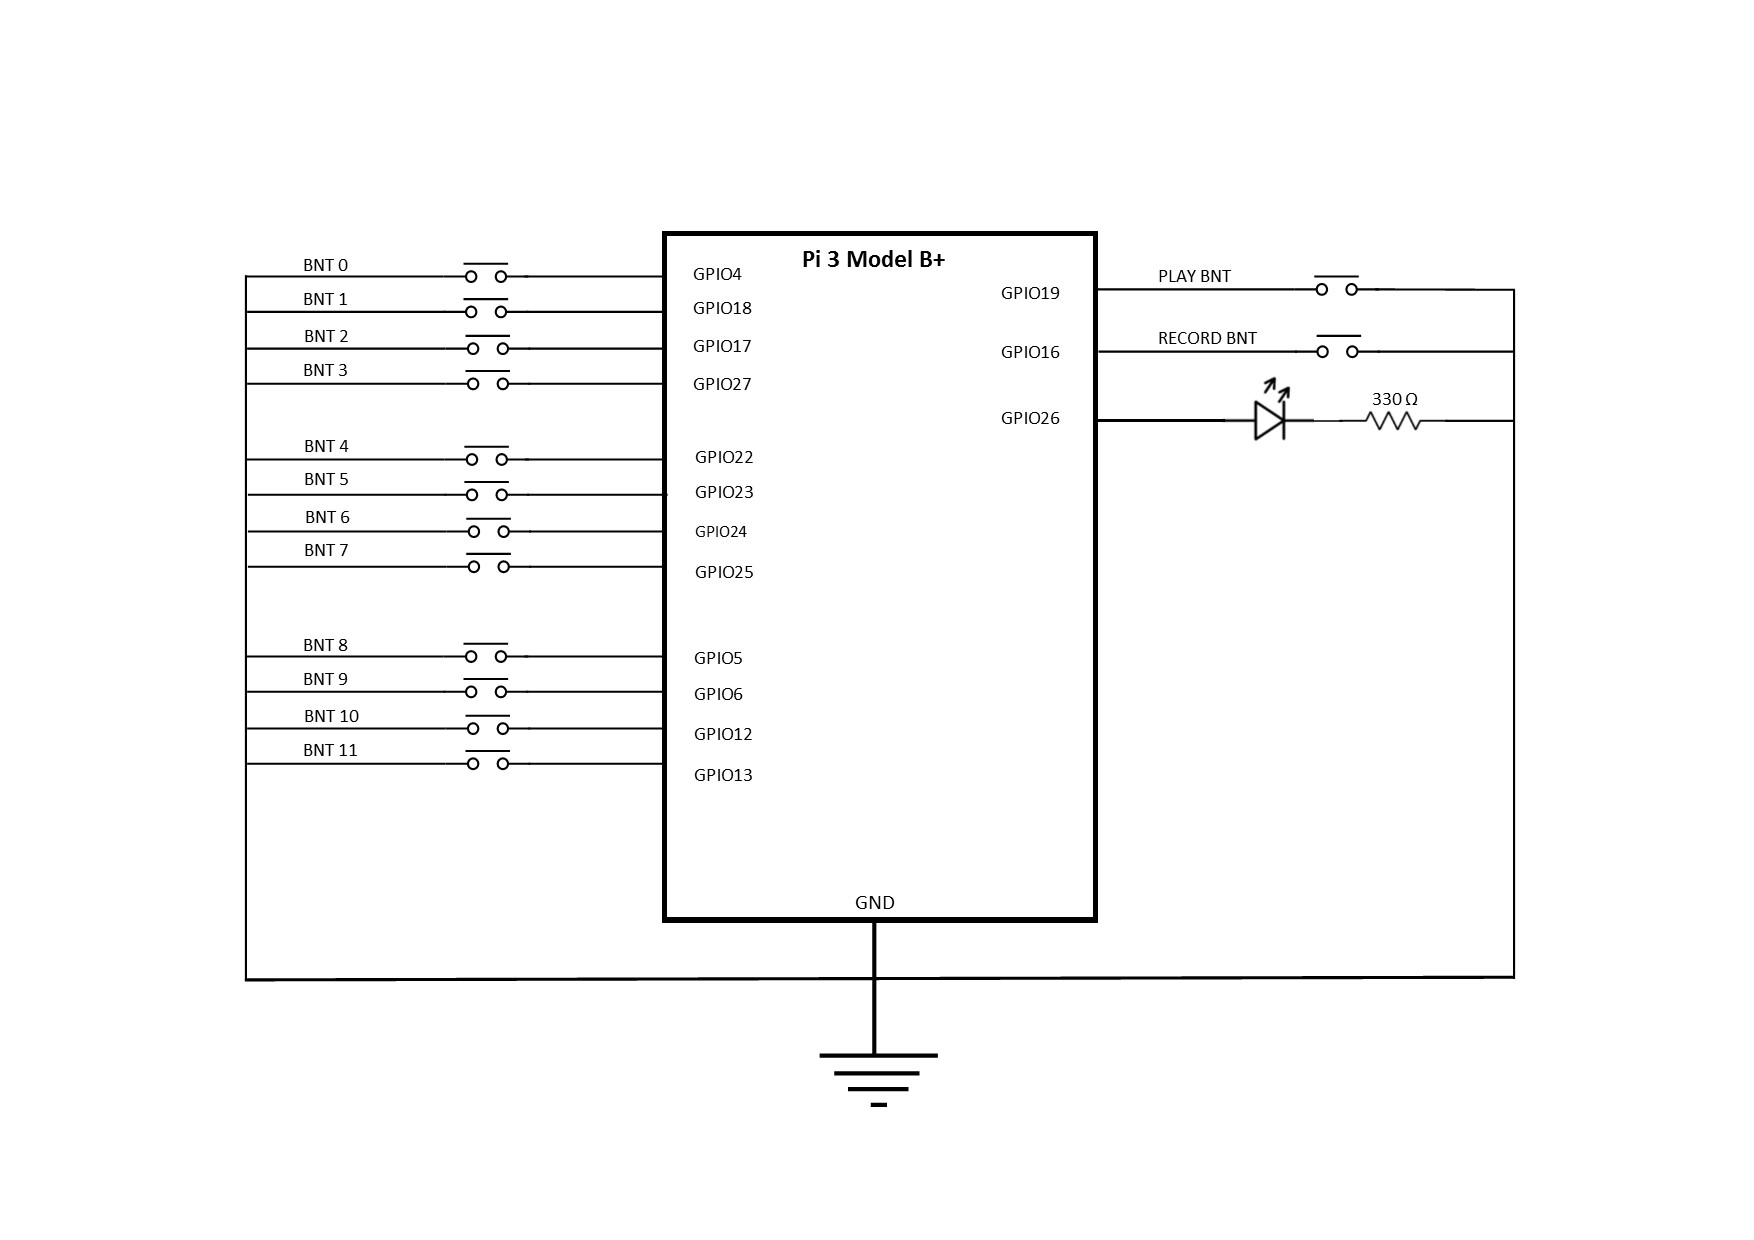 Pi 3 Model B+
BNT 0
GPIO4
BNT 1
GPIO18
BNT 2
GPIO17
BNT 3
GPIO27
BNT 4
GPIO22
BNT 5
GPIO23
BNT 6
GPIO24
BNT 7
GPIO25
BNT 8
GPIO5
BNT 9
GPIO6
BNT 10
GPIO12
BNT 11
GPIO13
GPIO19
PLAY BNT
GPIO16
RECORD BNT
GPIO26
330 Ω
GND